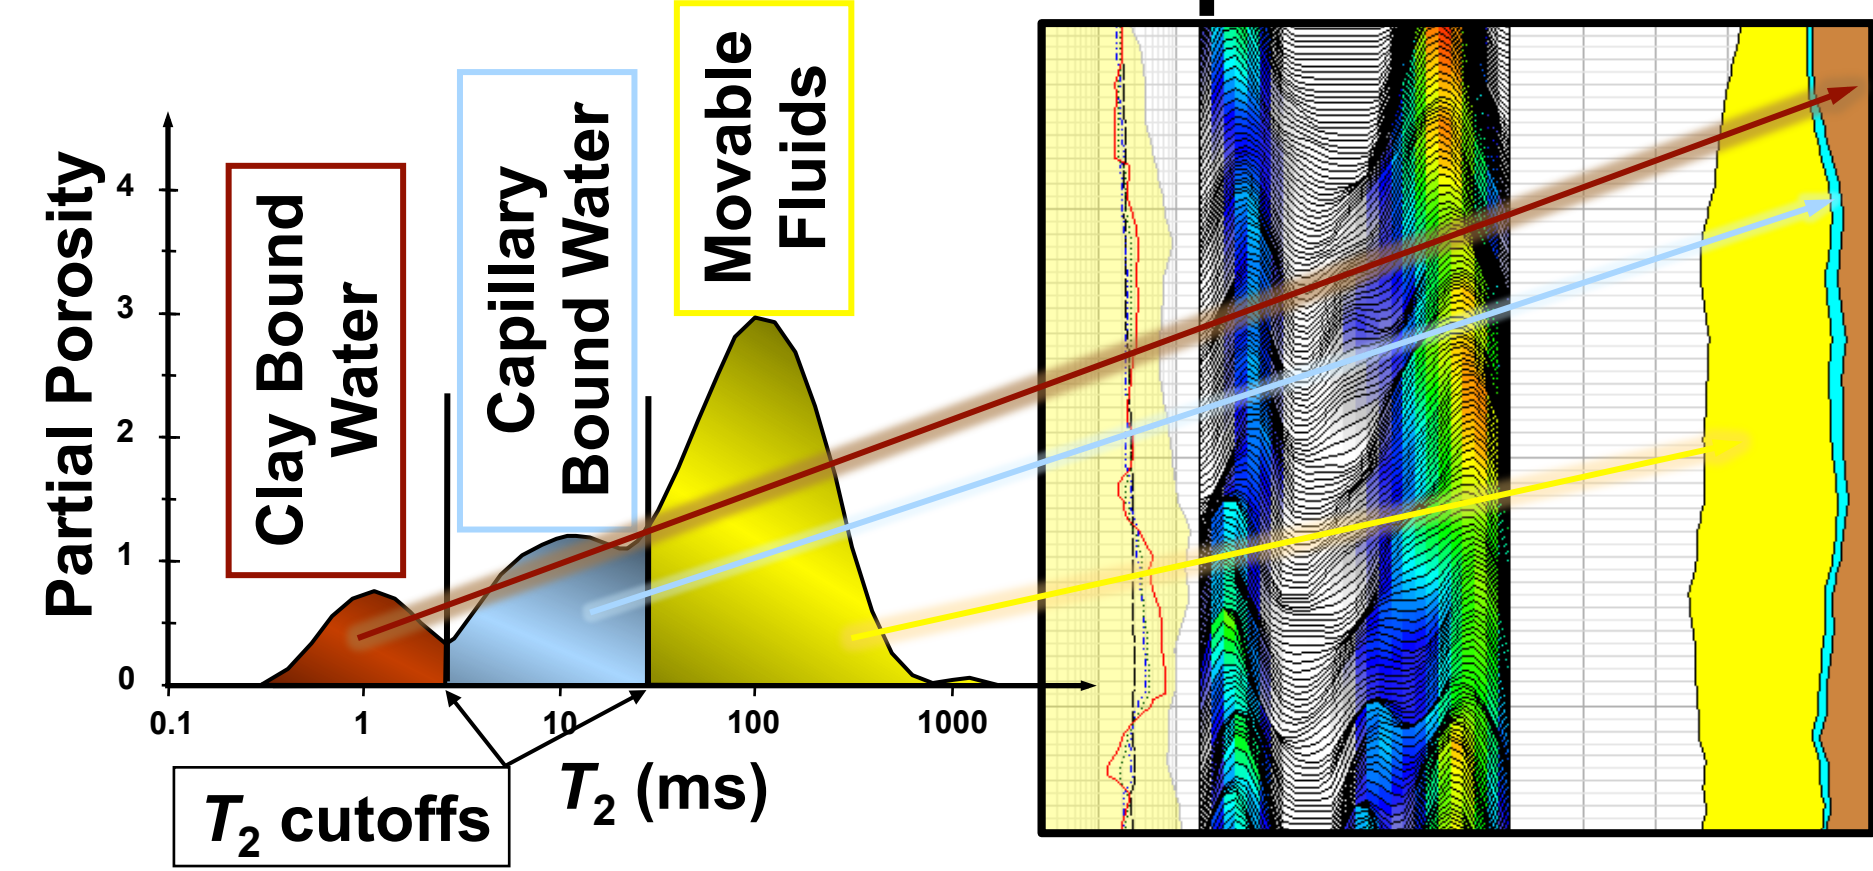 Partial Porosity
4
3
2
1
0
Clay Bound
Water
Capillary
Bound Water
Movable
Fluids
0.1
1
10
100
1000
T2 (ms)
T2 cutoffs